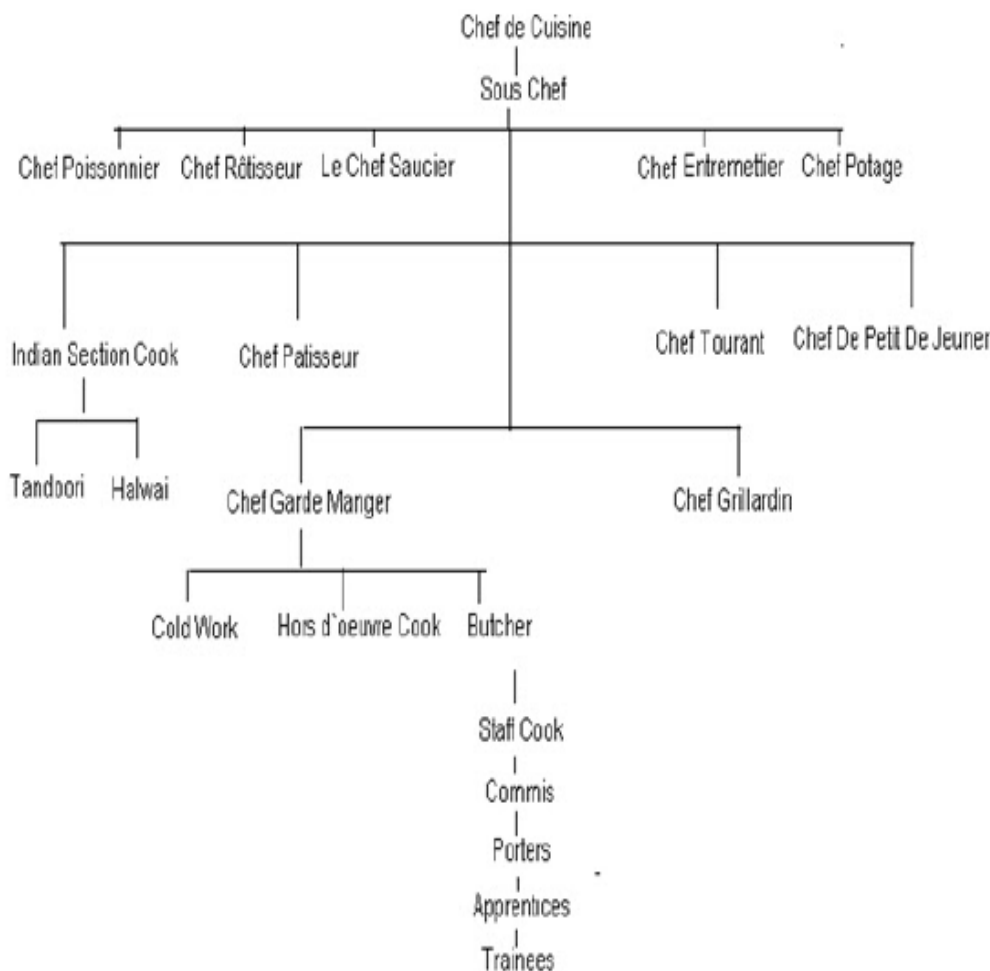 Chef de Cuisine
Sous Chef
Chef Poissonnier Chef Rôtisseur Le Chef Saucier Chef Entremettier Chef Potage
Indian Section Cook Chef Patisseur Chef Tourant Chef De Petit De Jeuner
Tandoori Halwai
Chef Garde Manger Chef Grillardin
Cold Work Hors d`oeuvre Cook Butcher
Staff Cook
Commis
Porters
Apprentices
Trainees